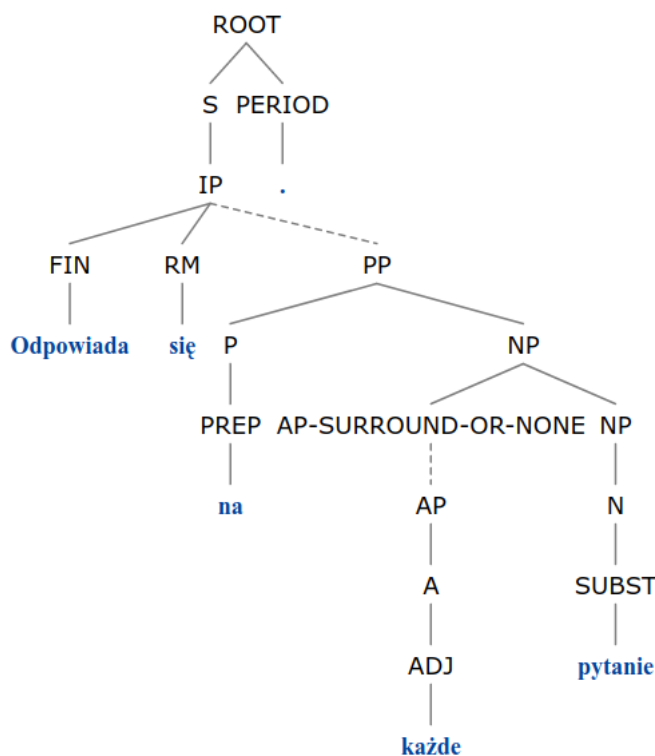 ROOT
S PERIOD
IP .
FIN RM PP
Odpowiada się P NP
PREP AP-SURROUND-OR-NONE NP
na AP N
A SUBST
ADJ pytanie
każde